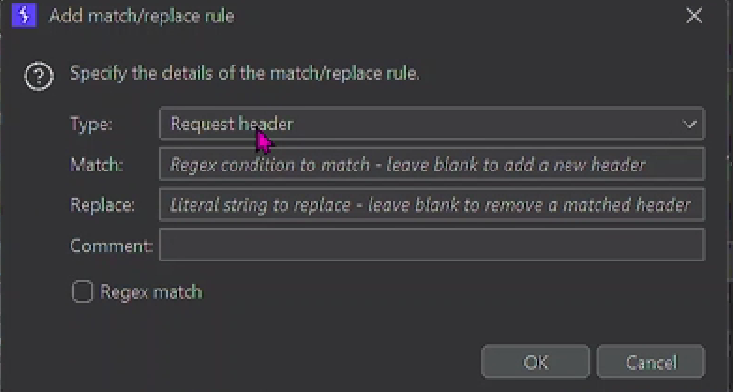 Add match/replace rule
Specify the details of the match/replace rule.
Type: Request header
Match: Regex condition to match - leave blank to add a new header
Replace: Literal string to replace - leave blank to remove a matched header
Comment:
Regex match
OK Cancel